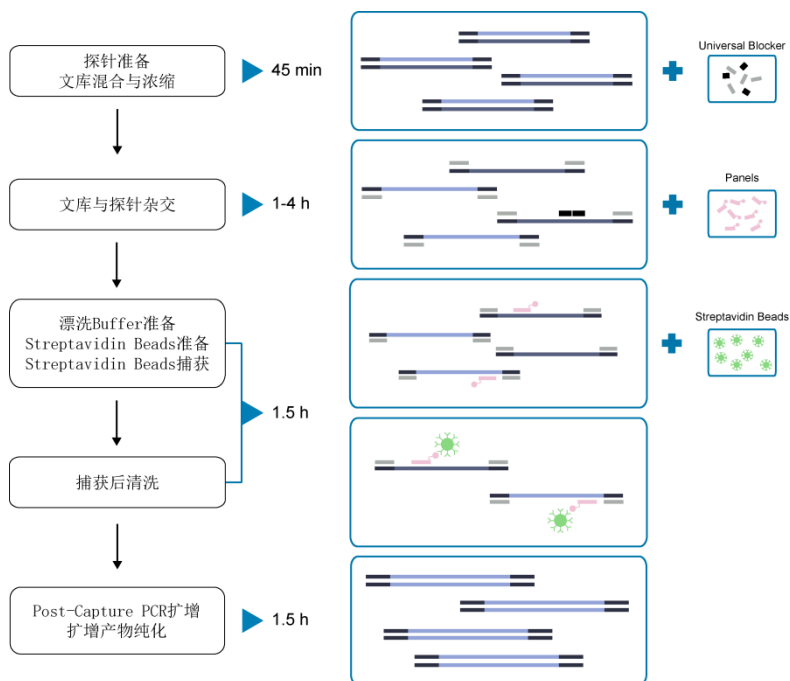 探针准备
文库混合与浓缩
45 min
Universal Blocker
文库与探针杂交
1-4 h
Panels
漂洗Buffer准备
Streptavidin Beads准备
Streptavidin Beads捕获
Streptavidin Beads
1.5 h
捕获后清洗
Post-Capture PCR扩增
扩增产物纯化
1.5 h